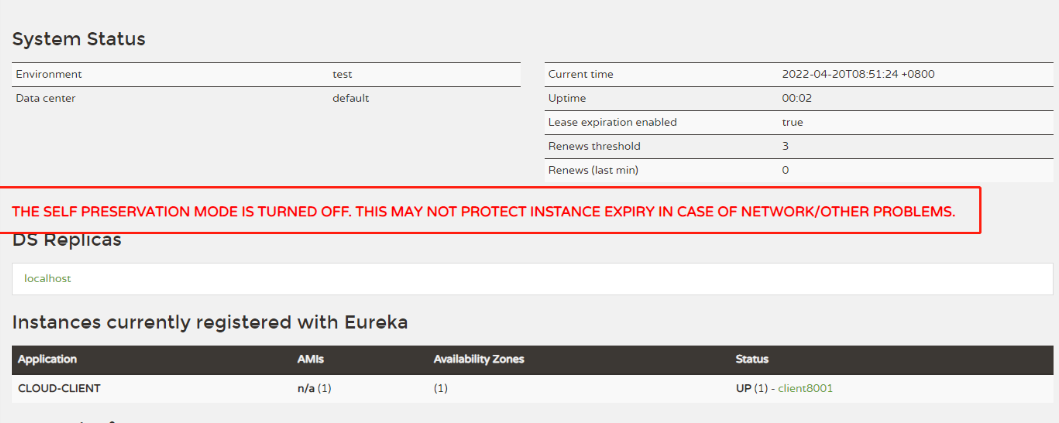 System Status
Environment test
Data center default
Current time 2022-04-20T08:51:24 +0800
Uptime 00:02
Lease expiration enabled true
Renews threshold 3
Renews (last min) 0
THE SELF PRESERVATION MODE IS TURNED OFF. THIS MAY NOT PROTECT INSTANCE EXPIRY IN CASE OF NETWORK/OTHER PROBLEMS.
DS Replicas
localhost
Instances currently registered with Eureka
Application AMIs Availability Zones Status
CLOUD-CLIENT n/a (1) (1) UP (1) - client8001